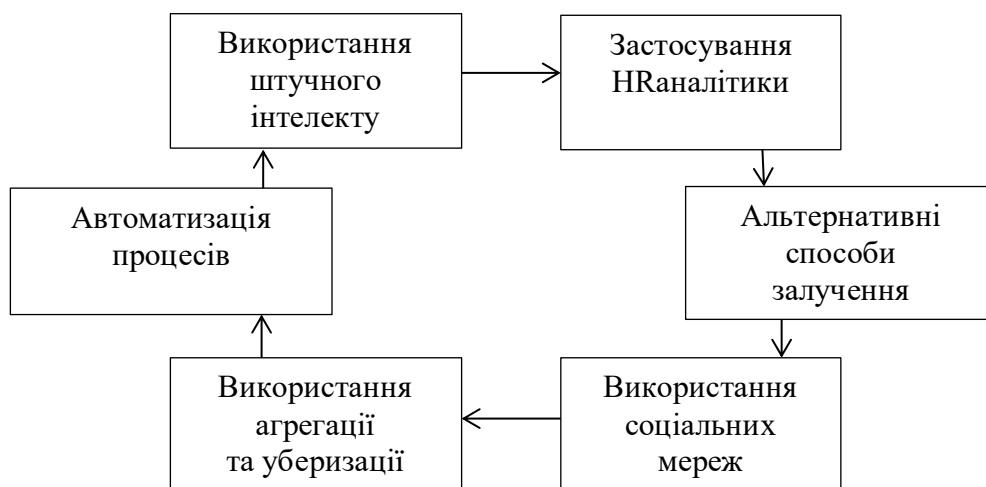 Використання
штучного
інтелекту
Застосування
HRаналітики
Автоматизація
процесів
Альтернативні
способи
залучення
Використання
агрегації
та уберизації
Використання
соціальних
мереж